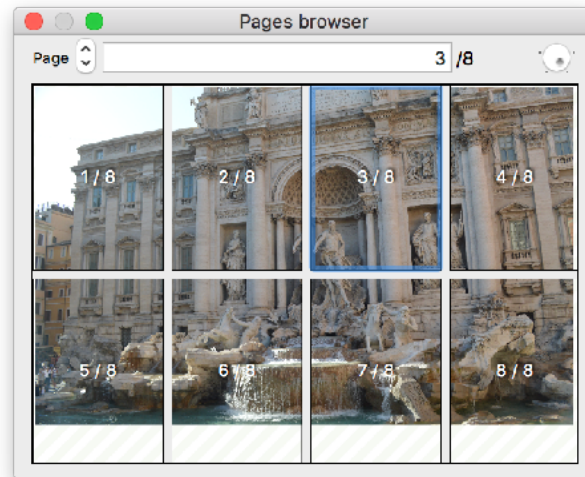 Pages browser
Page 3 /8
1 / 8 2 / 8 3 / 8 4 / 8
5 / 8 6 / 8 7 / 8 8 / 8